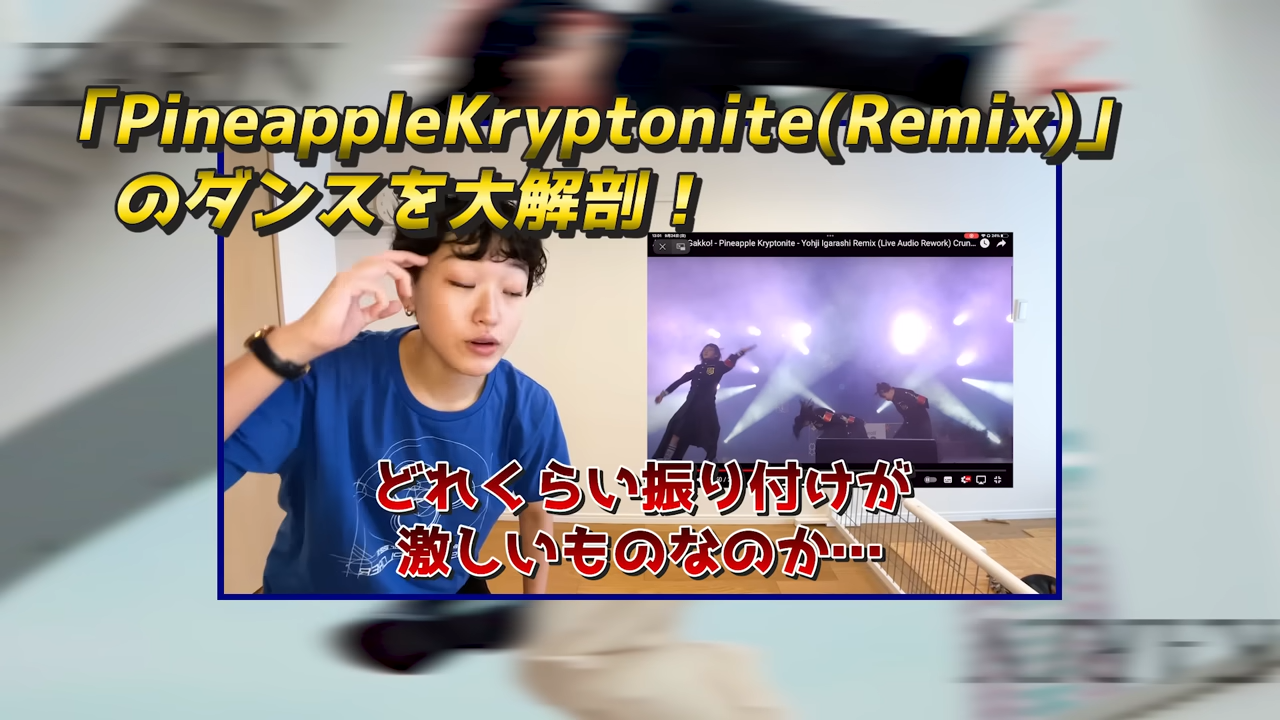 「PineappleKryptonite(Remix)」
のダンスを大解剖!
Gakko! - Pineapple Kryptonite - Yohji Igarashi Remix (Live Audio Rework) Crun...
どれくらい振り付けが
激しいものなのか…